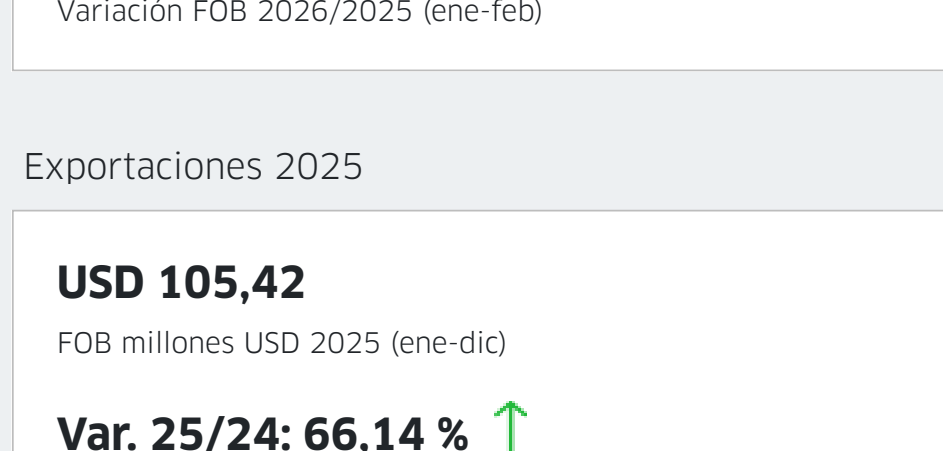 Variación FOB 2026/2025 (ene-feb)
Exportaciones 2025
USD 105,42
FOB millones USD 2025 (ene-dic)
Var. 25/24: 66,14 % ↑